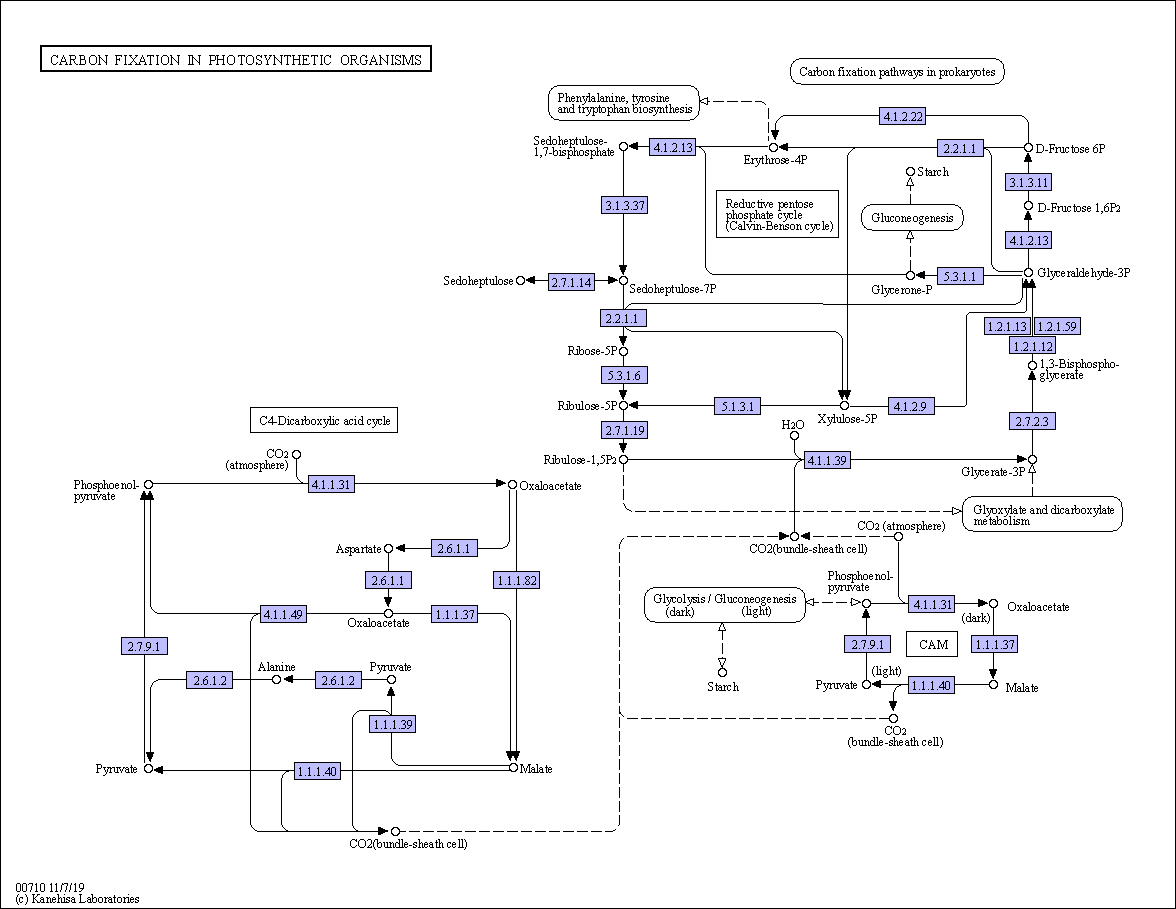 CARBON FIXATION IN PHOTOSYNTHETIC ORGANISMS
Carbon fixation pathways in prokaryotes
Phenylalanine, tyrosine
and tryptophan biosynthesis
4.1.2.22
Sedoheptulose-
1,7-bisphosphate
4.1.2.13
Erythrose-4P
2.2.1.1
D-Fructose 6P
Starch
3.1.3.11
3.1.3.37
Reductive pentose
phosphate cycle
(Calvin-Benson cycle)
Gluconeogenesis
D-Fructose 1,6P2
4.1.2.13
Sedoheptulose
2.7.1.14
Sedoheptulose-7P
Glycerone-P
5.3.1.1
Glyceraldehyde-3P
2.2.1.1
1.2.1.13
1.2.1.59
1.2.1.12
Ribose-5P
5.3.1.6
1,3-Bisphospho-
glycerate
Ribulose-5P
5.1.3.1
Xylulose-5P
4.1.2.9
2.7.1.19
H2O
2.7.2.3
Ribulose-1,5P2
4.1.1.39
Glycerate-3P
Glyoxylate and dicarboxylate
metabolism
C4-Dicarboxylic acid cycle
CO2
(atmosphere)
Phosphoenol-
pyruvate
4.1.1.31
Oxaloacetate
CO2 (atmosphere)
CO2(bundle-sheath cell)
Aspartate
2.6.1.1
2.6.1.1
1.1.1.82
Phosphoenol-
pyruvate
Glycolysis / Gluconeogenesis
(dark)
(light)
4.1.1.31
Oxaloacetate
(dark)
4.1.1.49
1.1.1.37
Oxaloacetate
2.7.9.1
2.7.9.1
CAM
1.1.1.37
Alanine
Pyruvate
2.6.1.2
2.6.1.2
Starch
(light)
Pyruvate
1.1.1.40
Malate
1.1.1.39
CO2
(bundle-sheath cell)
Pyruvate
1.1.1.40
Malate
CO2(bundle-sheath cell)
00710 11/7/19
(c) Kanehisa Laboratories